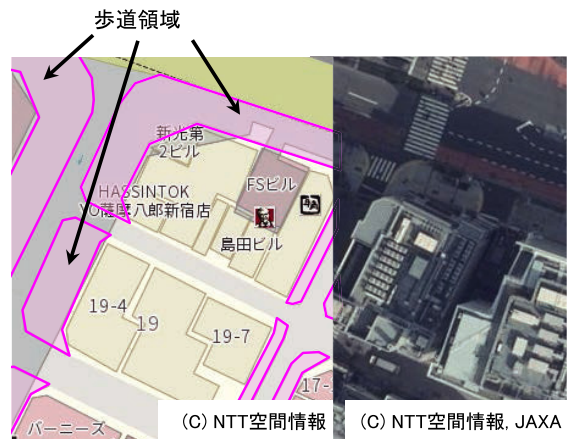 歩道領域
新光第
2ビル
HASSINTOK
YO薩摩八郎新宿店
FSビル
島田ビル
19-4
19
19-7
17-
バーニーズ
(C) NTT空間情報
(C) NTT空間情報, JAXA